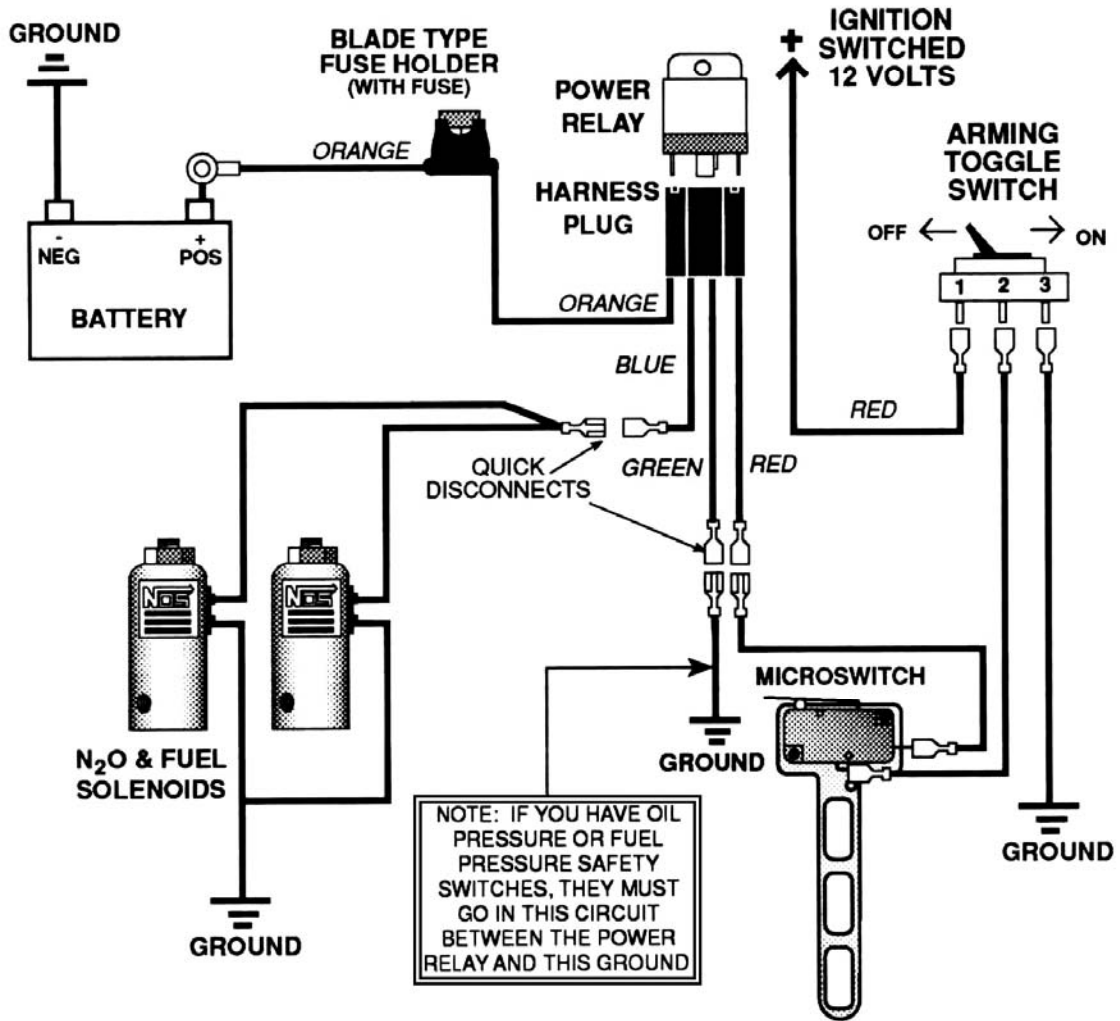 GROUND
BLADE TYPE
FUSE HOLDER
(WITH FUSE)
ORANGE
POWER
RELAY
HARNESS
PLUG
+
IGNITION
SWITCHED
12 VOLTS
ARMING
TOGGLE
SWITCH
OFF
ON
1 2 3
-
NEG
+
POS
BATTERY
ORANGE
BLUE
GREEN
RED
RED
QUICK
DISCONNECTS
NOS
NOS
N2O & FUEL
SOLENOIDS
GROUND
GROUND
MICROSWITCH
GROUND
NOTE: IF YOU HAVE OIL
PRESSURE OR FUEL
PRESSURE SAFETY
SWITCHES, THEY MUST
GO IN THIS CIRCUIT
BETWEEN THE POWER
RELAY AND THIS GROUND